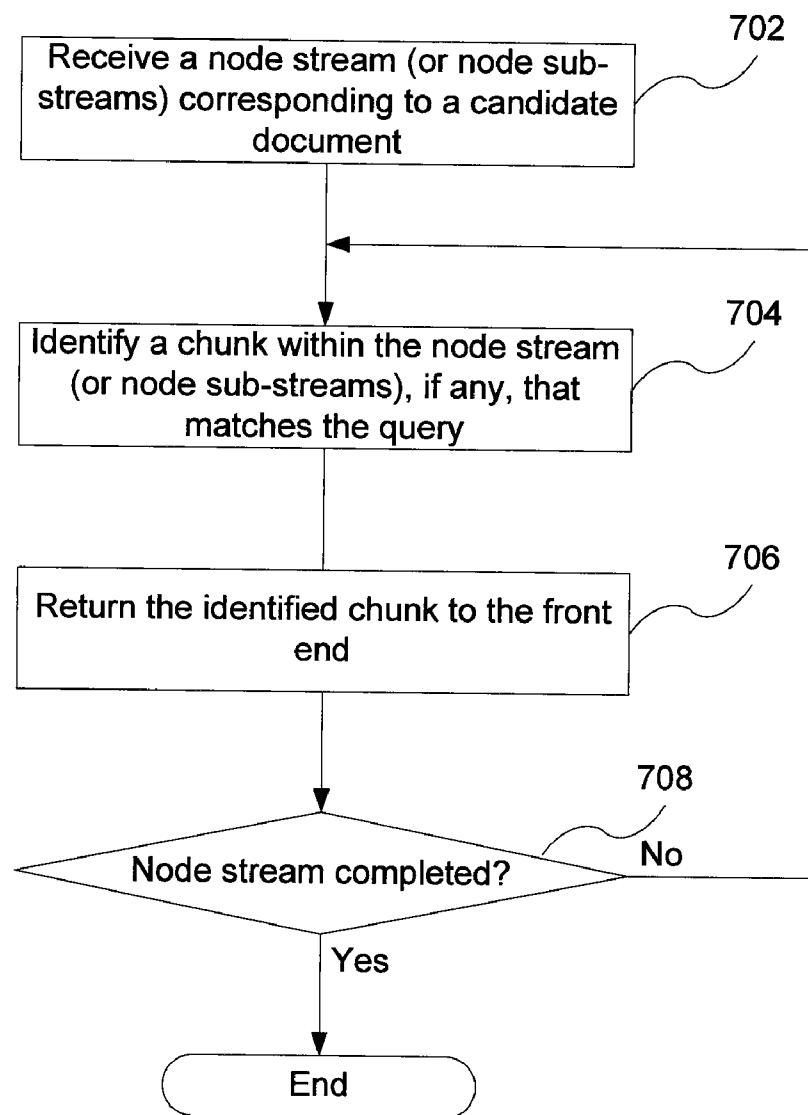 702
Receive a node stream (or node sub-
streams) corresponding to a candidate
document
704
Identify a chunk within the node stream
(or node sub-streams), if any, that
matches the query
706
Return the identified chunk to the front
end
708
Node stream completed?
No
Yes
End